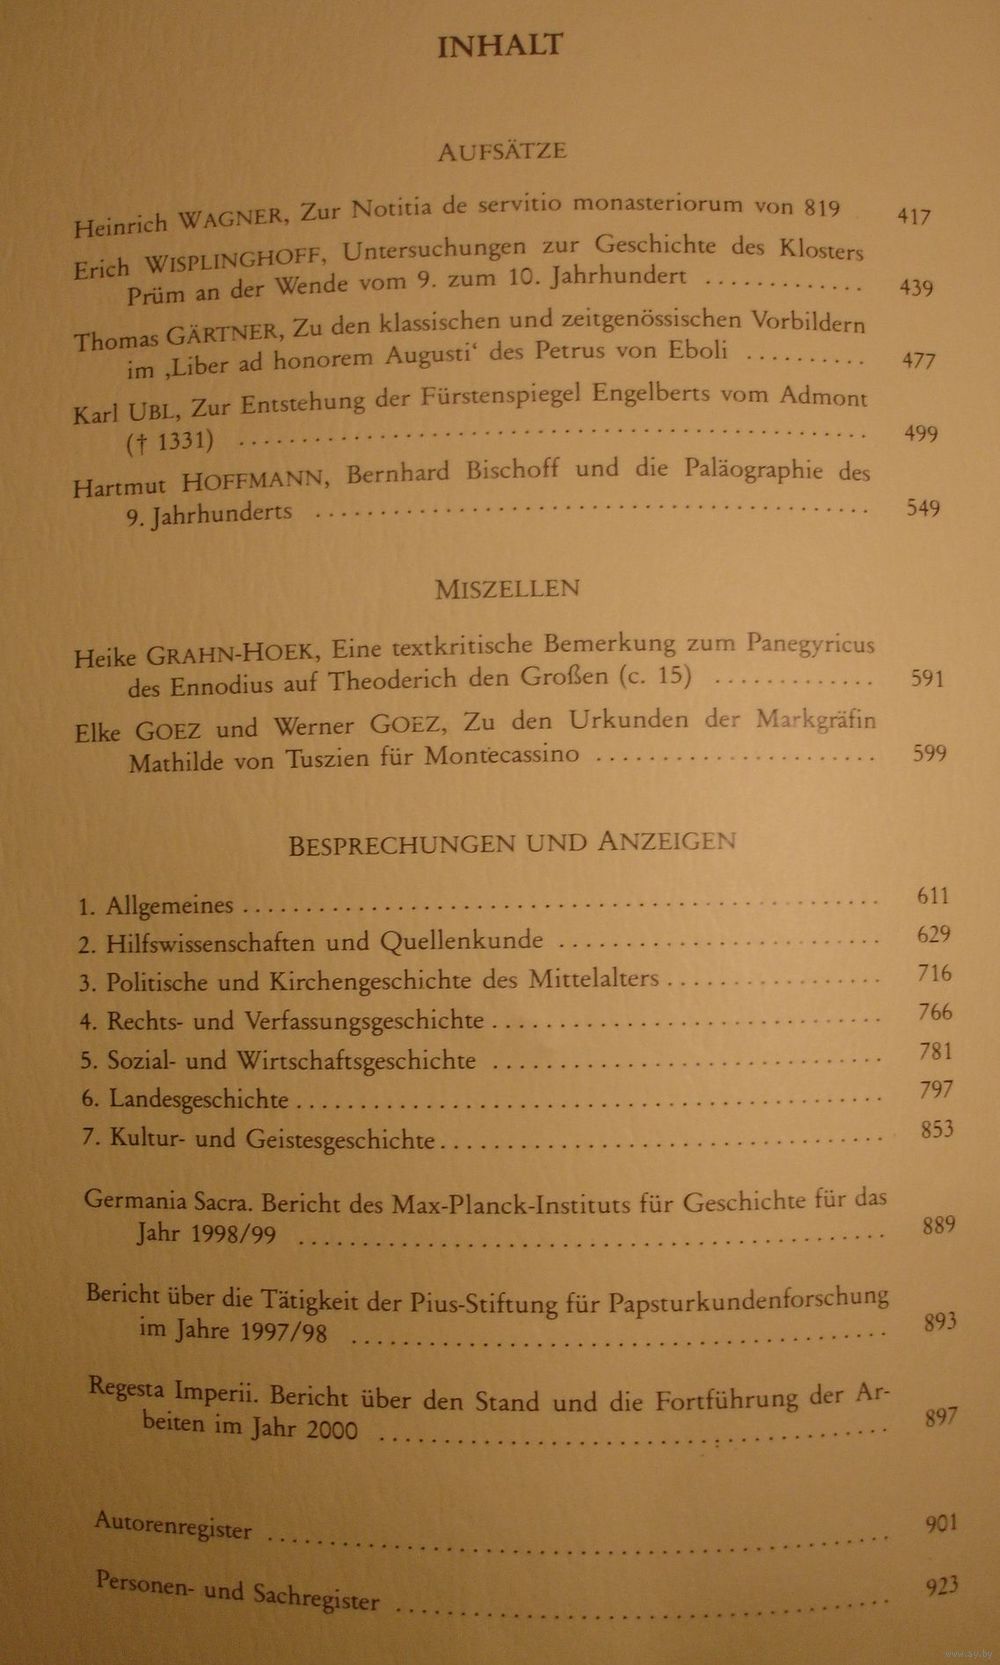 INHALT
AUFSÄTZE
Heinrich WAGNER, Zur Notitia de servitio monasteriorum von 819 417
Erich WISPLINGHOFF, Untersuchungen zur Geschichte des Klosters
Prüm an der Wende vom 9. zum 10. Jahrhundert ............. 439
Thomas GÄRTNER, Zu den klassischen und zeitgenössischen Vorbildern
im ‚Liber ad honorem Augusti‘ des Petrus von Eboli .......... 477
Karl UBL, Zur Entstehung der Fürstenspiegel Engelberts vom Admont
(† 1331) .................................................. 499
Hartmut HOFFMANN, Bernhard Bischoff und die Paläographie des
9. Jahrhunderts ............................................ 549
MISZELLEN
Heike GRAHN-HOEK, Eine textkritische Bemerkung zum Panegyricus
des Ennodius auf Theoderich den Großen (c. 15) ............. 591
Elke GOEZ und Werner GOEZ, Zu den Urkunden der Markgräfin
Mathilde von Tuszien für Montecassino ...................... 599
BESPRECHUNGEN UND ANZEIGEN
1. Allgemeines ................................................... 611
2. Hilfswissenschaften und Quellenkunde .......................... 629
3. Politische und Kirchengeschichte des Mittelalters ................. 716
4. Rechts- und Verfassungsgeschichte ............................... 766
5. Sozial- und Wirtschaftsgeschichte ............................... 781
6. Landesgeschichte ............................................... 797
7. Kultur- und Geistesgeschichte ................................... 853
Germania Sacra. Bericht des Max-Planck-Instituts für Geschichte für das
Jahr 1998/99 .............................................. 889
Bericht über die Tätigkeit der Pius-Stiftung für Papsturkundenforschung
im Jahre 1997/98 .......................................... 893
Regesta Imperii. Bericht über den Stand und die Fortführung der Ar-
beiten im Jahr 2000 ........................................ 897
Autorenregister ................................................. 901
Personen- und Sachregister ....................................... 923
www.ay.by